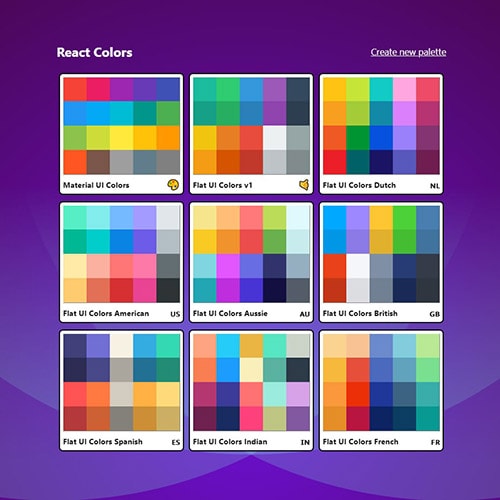 React Colors
Create new palette
Material UI Colors
Flat UI Colors v1
Flat UI Colors Dutch NL
Flat UI Colors American US
Flat UI Colors Aussie AU
Flat UI Colors British GB
Flat UI Colors Spanish ES
Flat UI Colors Indian IN
Flat UI Colors French FR